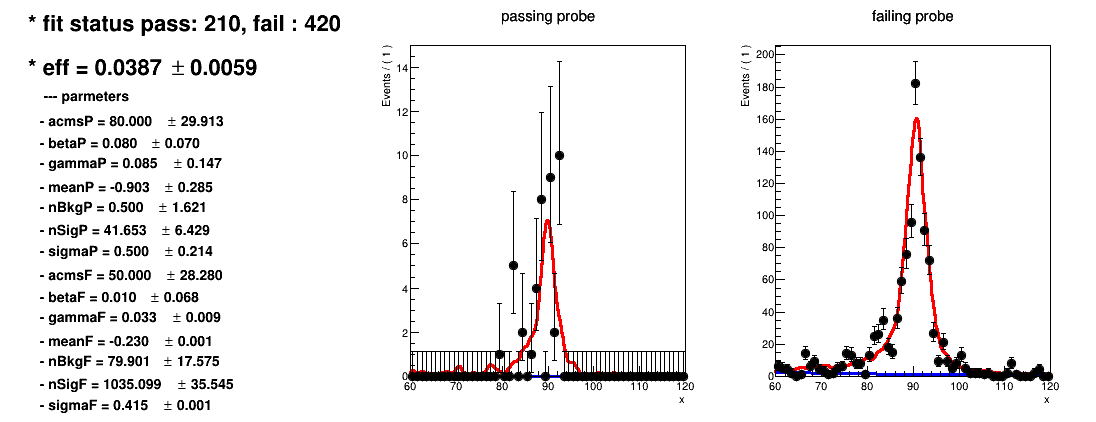 * fit status pass: 210, fail : 420
* eff = 0.0387 ± 0.0059
--- parmeters
- acmsP = 80.000 ± 29.913
- betaP = 0.080 ± 0.070
- gammaP = 0.085 ± 0.147
- meanP = -0.903 ± 0.285
- nBkgP = 0.500 ± 1.621
- nSigP = 41.653 ± 6.429
- sigmaP = 0.500 ± 0.214
- acmsF = 50.000 ± 28.280
- betaF = 0.010 ± 0.068
- gammaF = 0.033 ± 0.009
- meanF = -0.230 ± 0.001
- nBkgF = 79.901 ± 17.575
- nSigF = 1035.099 ± 35.545
- sigmaF = 0.415 ± 0.001
passing probe
Events / ( 1 )
14
12
10
8
6
4
2
0
60 70 80 90 100 110 120
x
failing probe
Events / ( 1 )
200
180
160
140
120
100
80
60
40
20
0
60 70 80 90 100 110 120
x